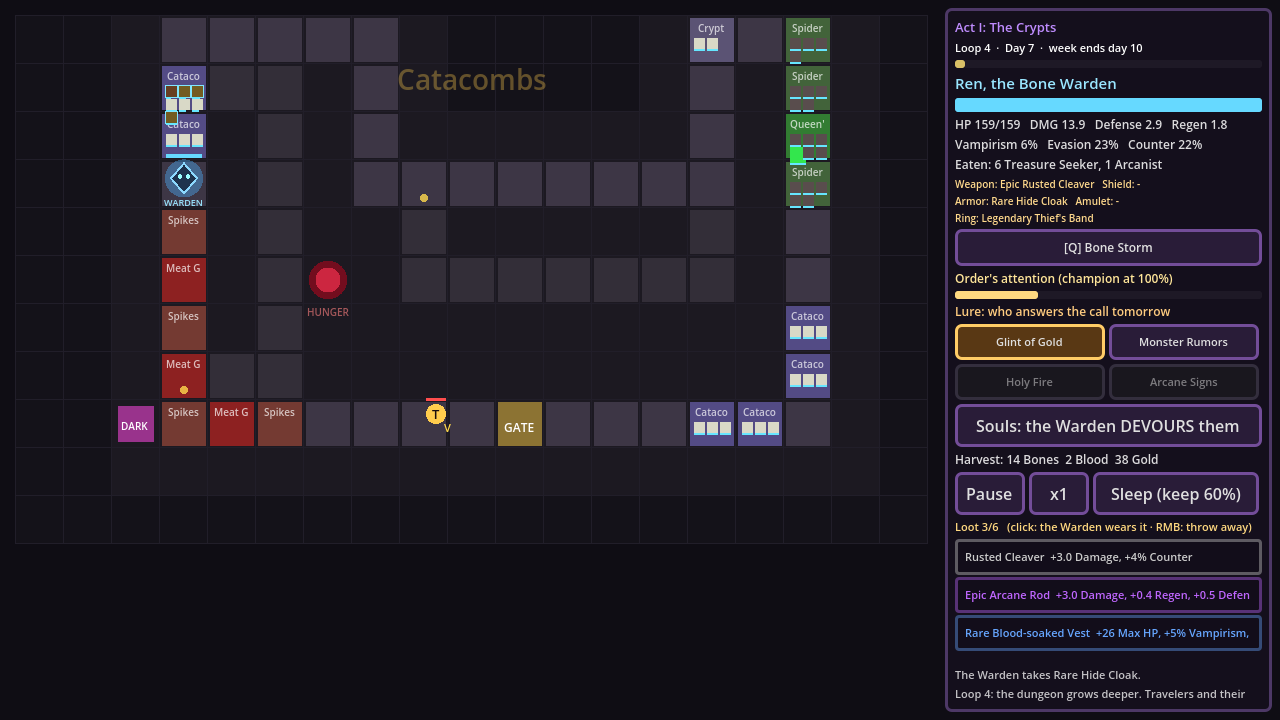 Catacombs
Crypt
Spider
Cataco
Spider
Cataco
Queen'
Spider
WARDEN
Spikes
Meat G
HUNGER
Spikes
Cataco
Meat G
Cataco
DARK
Spikes
Meat G
Spikes
T
V
GATE
Cataco
Cataco
Act I: The Crypts
Loop 4 · Day 7 · week ends day 10
Ren, the Bone Warden
HP 159/159 DMG 13.9 Defense 2.9 Regen 1.8
Vampirism 6% Evasion 23% Counter 22%
Eaten: 6 Treasure Seeker, 1 Arcanist
Weapon: Epic Rusted Cleaver Shield: -
Armor: Rare Hide Cloak Amulet: -
Ring: Legendary Thief's Band
[Q] Bone Storm
Order's attention (champion at 100%)
Lure: who answers the call tomorrow
Glint of Gold
Monster Rumors
Holy Fire
Arcane Signs
Souls: the Warden DEVOURS them
Harvest: 14 Bones 2 Blood 38 Gold
Pause
x1
Sleep (keep 60%)
Loot 3/6 (click: the Warden wears it · RMB: throw away)
Rusted Cleaver +3.0 Damage, +4% Counter
Epic Arcane Rod +3.0 Damage, +0.4 Regen, +0.5 Defen
Rare Blood-soaked Vest +26 Max HP, +5% Vampirism,
The Warden takes Rare Hide Cloak.
Loop 4: the dungeon grows deeper. Travelers and their